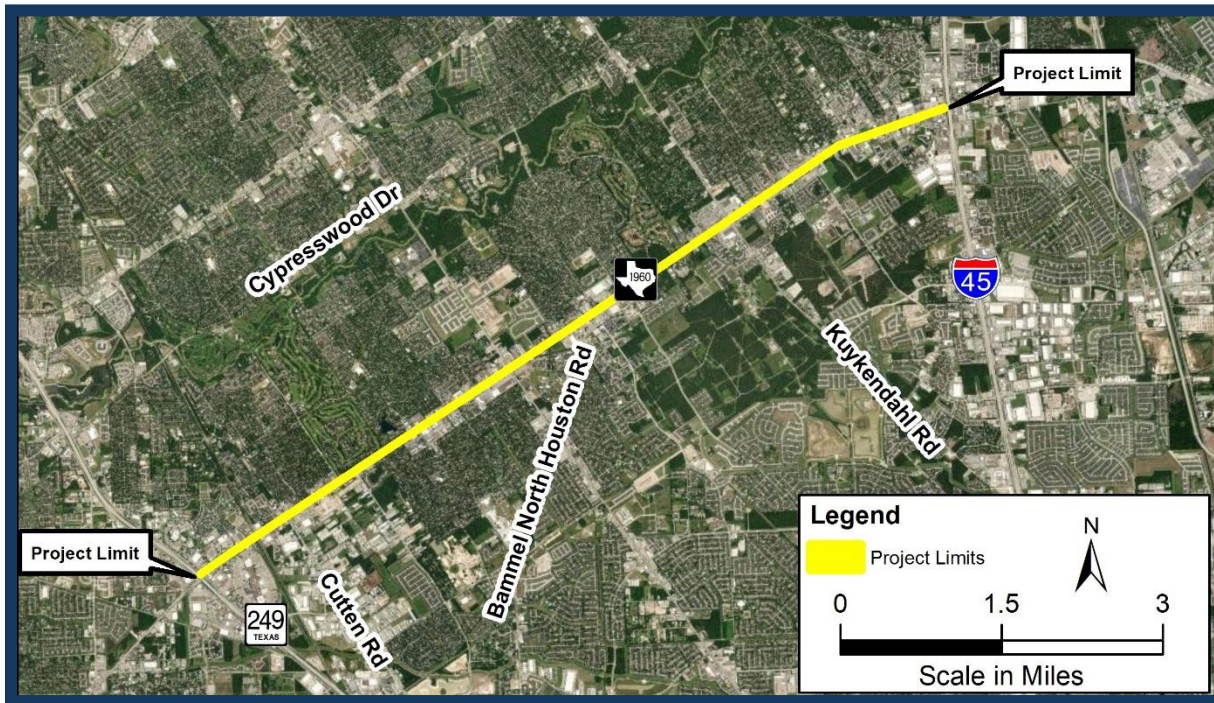 Project Limit
Cypresswood Dr
1960
45
Kuykendahl Rd
Bammel North Houston Rd
Project Limit
249
TEXAS
Cutten Rd
Legend
Project Limits
N
0 1.5 3
Scale in Miles